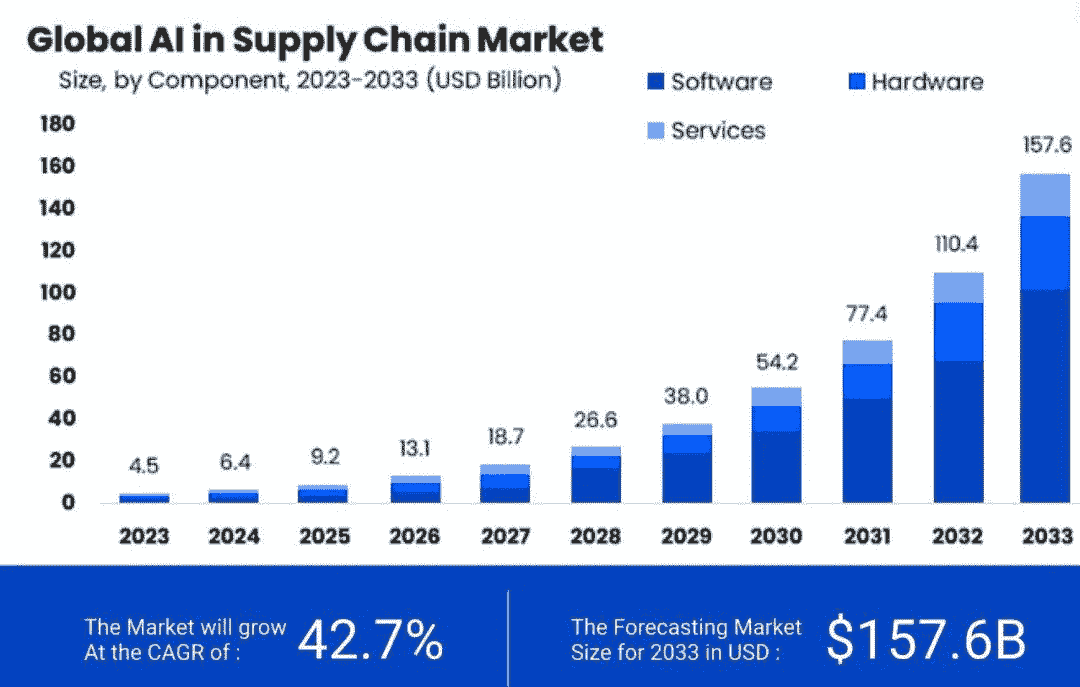 Global AI in Supply Chain Market
Size, by Component, 2023-2033 (USD Billion)
Software
Hardware
Services
180
160
140
120
100
80
60
40
20
0
4.5
6.4
9.2
13.1
18.7
26.6
38.0
54.2
77.4
110.4
157.6
2023 2024 2025 2026 2027 2028 2029 2030 2031 2032 2033
The Market will grow
At the CAGR of :
42.7%
The Forecasting Market
Size for 2033 in USD :
$157.6B